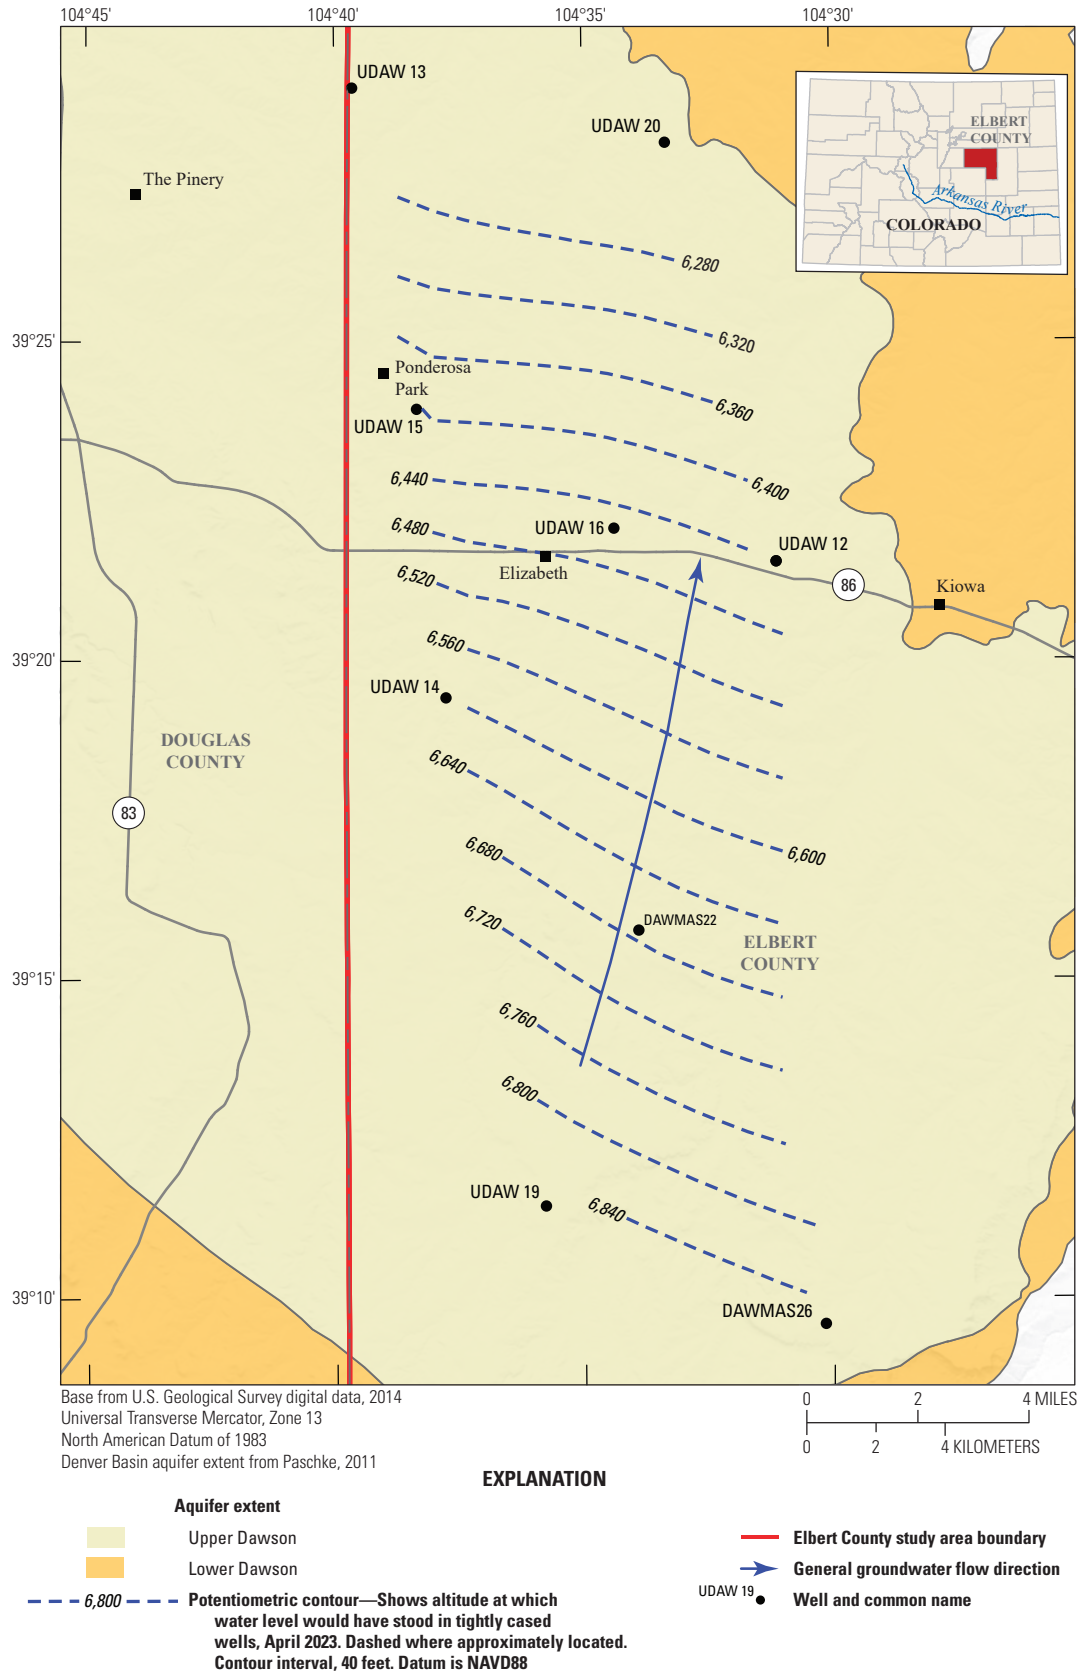 104°45'
104°40'
104°35'
104°30'
UDAW 13
UDAW 20
ELBERT
COUNTY
Arkansas River
COLORADO
The Pinery
6,280
39°25'
6,320
Ponderosa
Park
6,360
UDAW 15
6,400
6,440
6,480
UDAW 16
UDAW 12
Elizabeth
86
Kiowa
6,520
39°20'
6,560
UDAW 14
DOUGLAS
COUNTY
6,640
83
6,600
6,680
6,720
DAWMAS22
ELBERT
COUNTY
39°15'
6,760
6,800
UDAW 19
6,840
39°10'
DAWMAS26
Base from U.S. Geological Survey digital data, 2014
Universal Transverse Mercator, Zone 13
North American Datum of 1983
Denver Basin aquifer extent from Paschke, 2011
0 2 4 MILES
0 2 4 KILOMETERS
EXPLANATION
Aquifer extent
Upper Dawson
Lower Dawson
6,800
Potentiometric contour—Shows altitude at which
water level would have stood in tightly cased
wells, April 2023. Dashed where approximately located.
Contour interval, 40 feet. Datum is NAVD88
Elbert County study area boundary
General groundwater flow direction
UDAW 19
Well and common name